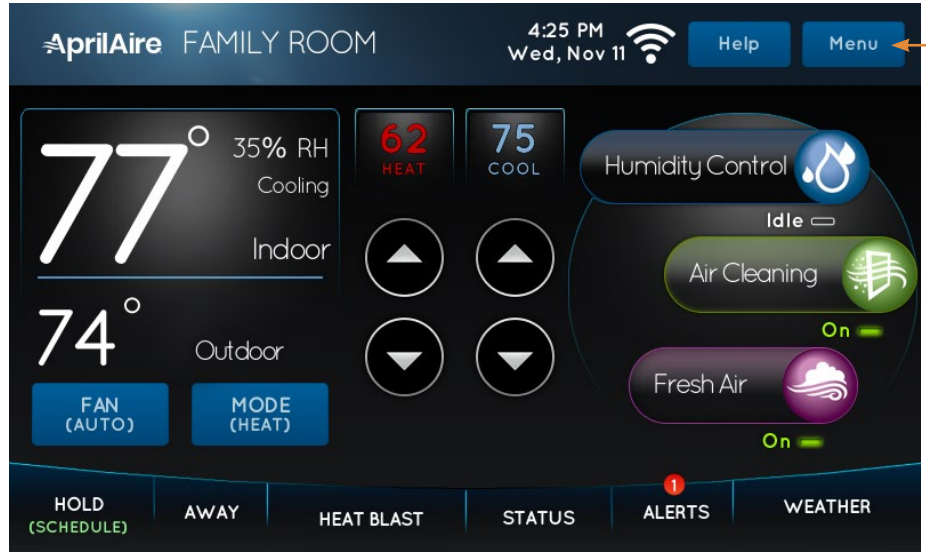 AprilAire FAMILY ROOM
4:25 PM
Wed, Nov 11
Help
Menu
77°
35% RH
Cooling
Indoor
62
HEAT
75
COOL
Humidity Control
Idle
Air Cleaning
On
Fresh Air
On
74°
Outdoor
FAN
(AUTO)
MODE
(HEAT)
HOLD
(SCHEDULE)
AWAY
HEAT BLAST
STATUS
1
ALERTS
WEATHER